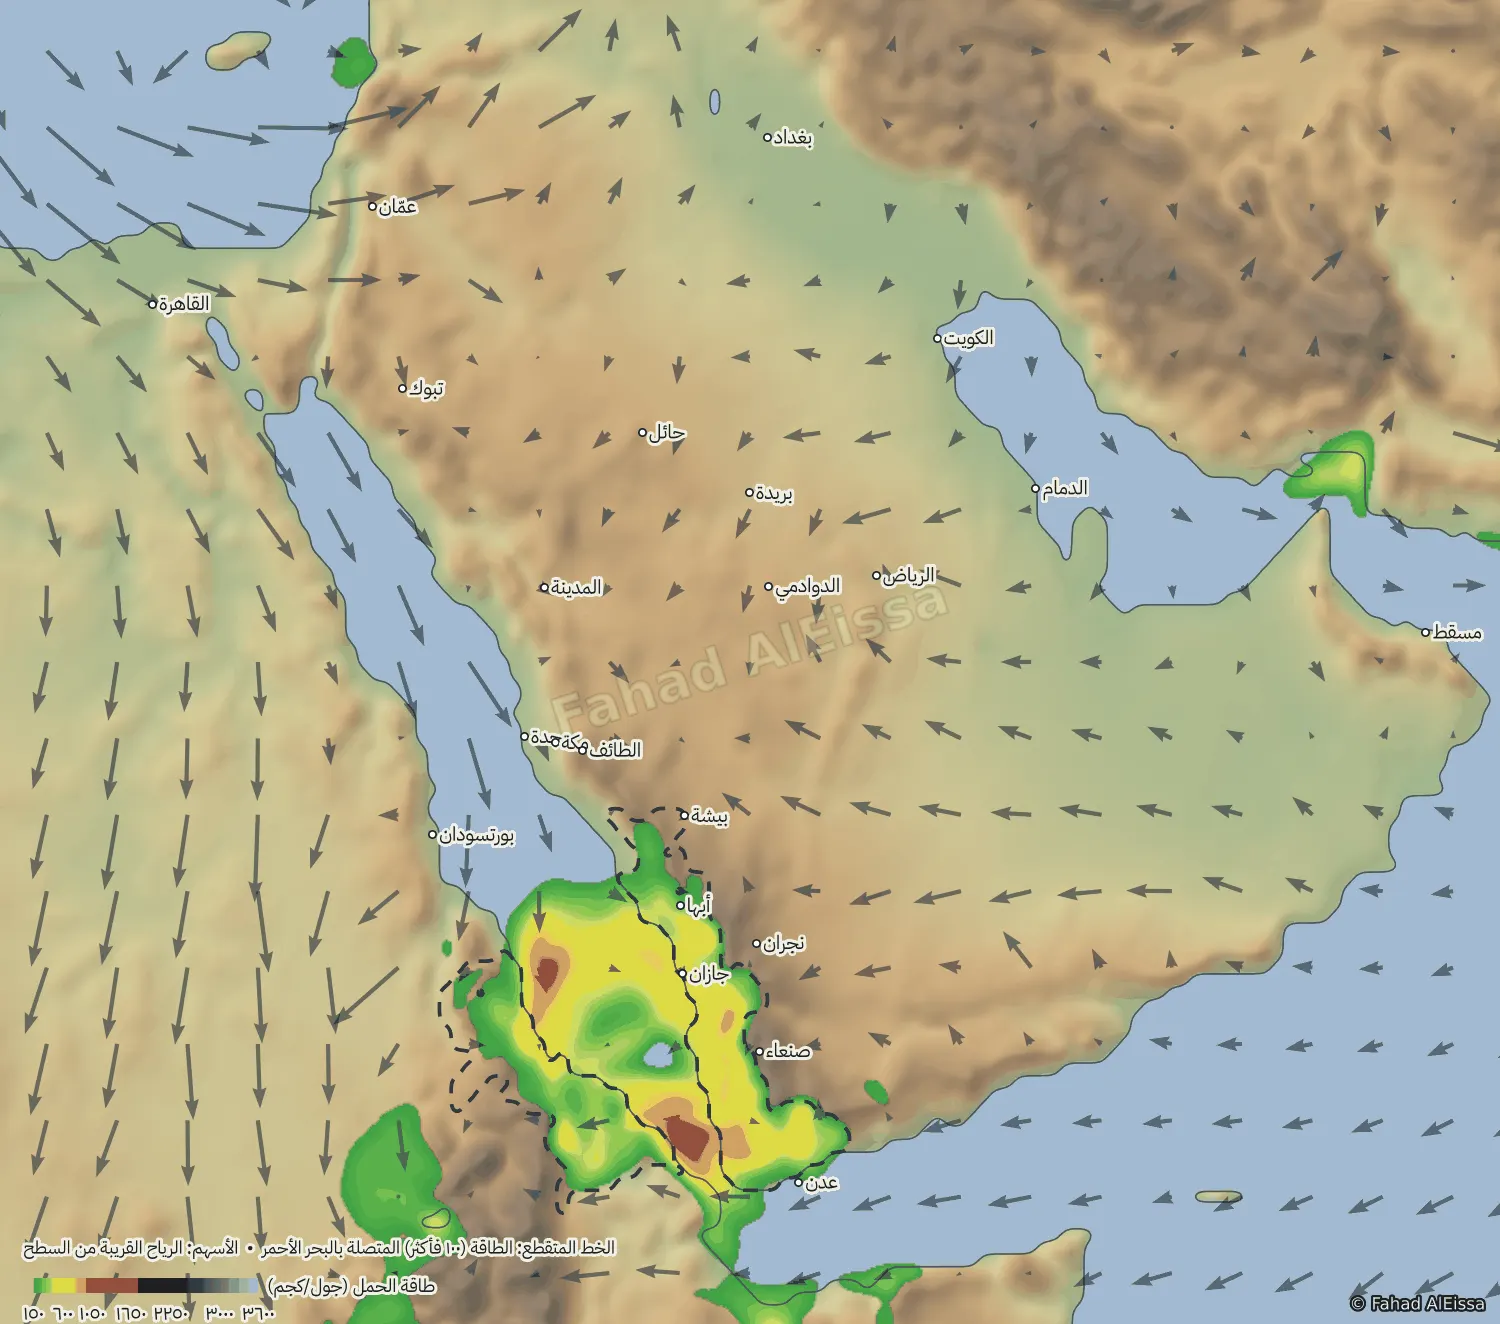 بغداد
عمّان
القاهرة
الكويت
تبوك
حائل
الدمام
بريدة
الرياض
الدوادمي
المدينة
مسقط
Fahad AlEissa
جدة
مكة
الطائف
بيشة
بورتسودان
أبها
نجران
جازان
صنعاء
عدن
الخط المتقطع: الطاقة (١٠٠ فأكثر) المتصلة بالبحر الأحمر • الأسهم: الرياح القريبة من السطح
طاقة الحمل (جول/كجم)
١٥٠ ٦٠٠ ١٠٥٠ ١٦٥٠ ٢٢٥٠ ٣٠٠٠ ٣٦٠٠
© Fahad AlEissa